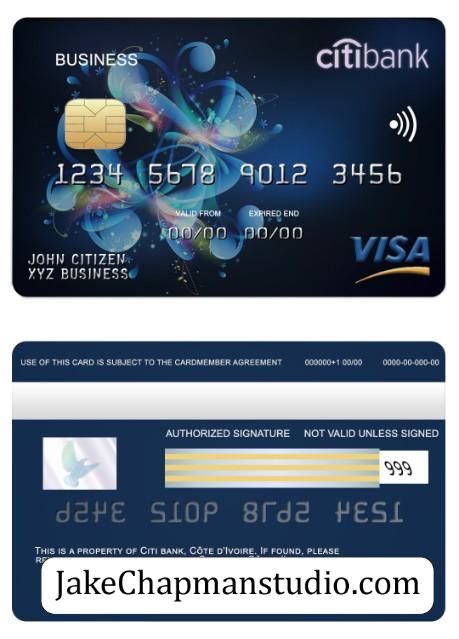 BUSINESS
citibank
1234 5678 9012 3456
VALID FROM EXPIRED END
00/00 00/00
JOHN CITIZEN
XYZ BUSINESS
VISA
USE OF THIS CARD IS SUBJECT TO THE CARDMEMBER AGREEMENT 000000+1 00/00 0000-00-000-00
AUTHORIZED SIGNATURE NOT VALID UNLESS SIGNED
999
THIS IS A PROPERTY OF CITI BANK, CÔTE D'IVOIRE. IF FOUND, PLEASE
JakeChapmanstudio.com